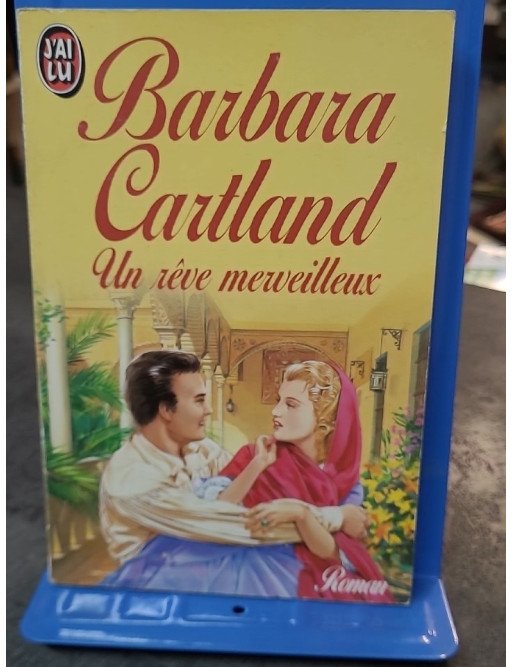 J'AI
LU
Barbara
Cartland
Un rêve merveilleux
Roman